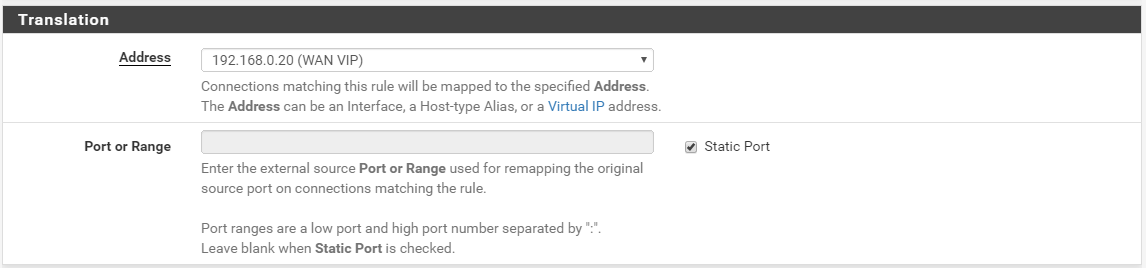 Translation
Address
192.168.0.20 (WAN VIP)
Connections matching this rule will be mapped to the specified Address.
The Address can be an Interface, a Host-type Alias, or a Virtual IP address.
Port or Range
Static Port
Enter the external source Port or Range used for remapping the original
source port on connections matching the rule.
Port ranges are a low port and high port number separated by ":".
Leave blank when Static Port is checked.